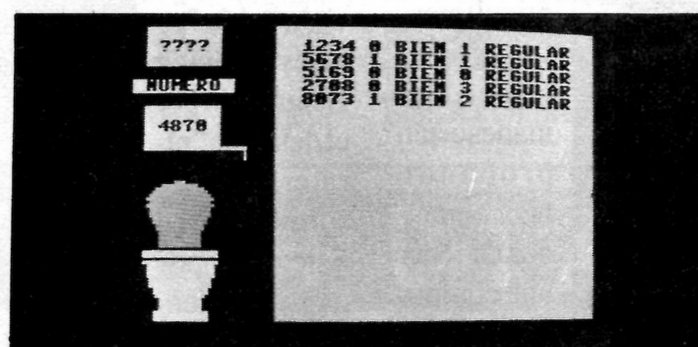 ????
NUMERO
4870
1234 0 BIEN 1 REGULAR
5678 1 BIEN 1 REGULAR
5169 0 BIEN 0 REGULAR
2708 0 BIEN 3 REGULAR
8073 1 BIEN 2 REGULAR